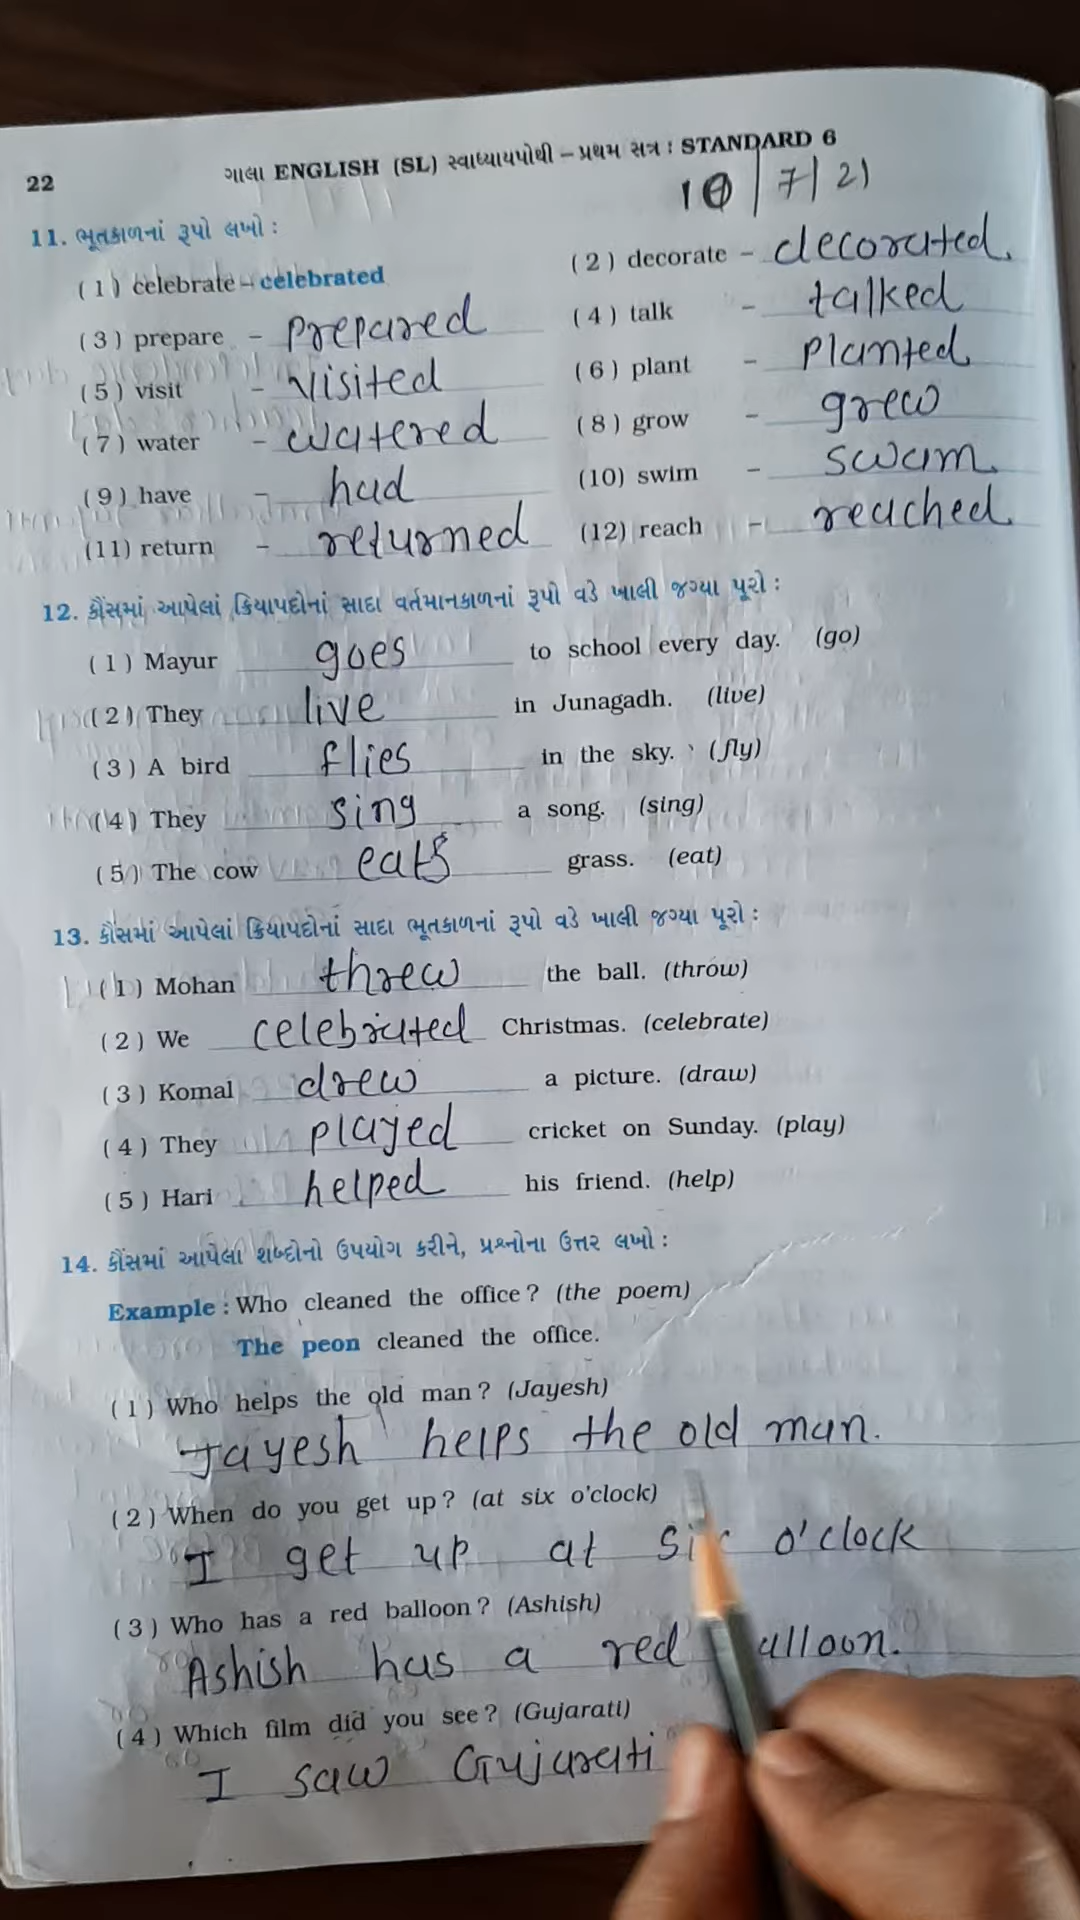 22 ગાલા ENGLISH (SL) સ્વાધ્યાયપોથી – પ્રથમ સત્ર : STANDARD 6
10/7/21
11. ભૂતકાળનાં રૂપો લખો :
(1) celebrate – celebrated (2) decorate – decorated.
(3) prepare – prepared (4) talk – talked
(5) visit – visited (6) plant – planted
(7) water – watered (8) grow – grew
(9) have – had (10) swim – swam.
(11) return – returned (12) reach – reached.
12. કૌંસમાં આપેલાં ક્રિયાપદોનાં સાદા વર્તમાનકાળનાં રૂપો વડે ખાલી જગ્યા પૂરો :
(1) Mayur goes to school every day. (go)
(2) They live in Junagadh. (live)
(3) A bird flies in the sky. (fly)
(4) They sing a song. (sing)
(5) The cow eats grass. (eat)
13. કૌંસમાં આપેલાં ક્રિયાપદોનાં સાદા ભૂતકાળનાં રૂપો વડે ખાલી જગ્યા પૂરો :
(1) Mohan threw the ball. (throw)
(2) We celebrated Christmas. (celebrate)
(3) Komal drew a picture. (draw)
(4) They played cricket on Sunday. (play)
(5) Hari helped his friend. (help)
14. કૌંસમાં આપેલા શબ્દોનો ઉપયોગ કરીને, પ્રશ્નોના ઉત્તર લખો :
Example : Who cleaned the office? (the poem)
The peon cleaned the office.
(1) Who helps the old man? (Jayesh)
Jayesh helps the old man.
(2) When do you get up? (at six o'clock)
I get up at six o'clock
(3) Who has a red balloon? (Ashish)
Ashish has a red alloon.
(4) Which film did you see? (Gujarati)
I saw Gujarati